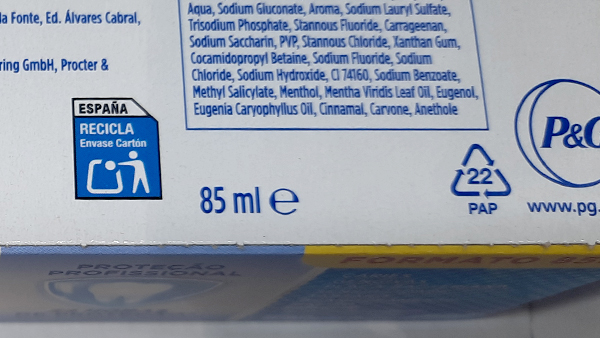 la Fonte, Ed. Álvares Cabral,
ring GmbH, Procter &
Aqua, Sodium Gluconate, Aroma, Sodium Lauryl Sulfate,
Trisodium Phosphate, Stannous Fluoride, Carrageenan,
Sodium Saccharin, PVP, Stannous Chloride, Xanthan Gum,
Cocamidopropyl Betaine, Sodium Fluoride, Sodium
Chloride, Sodium Hydroxide, CI 74160, Sodium Benzoate,
Methyl Salicylate, Menthol, Mentha Viridis Leaf Oil, Eugenol,
Eugenia Caryophyllus Oil, Cinnamal, Carvone, Anethole
ESPAÑA
RECICLA
Envase Cartón
85 ml e
22
PAP
P&G
www.pg.
PROTEÇÃO
PROFISSIONAL
FORMATO